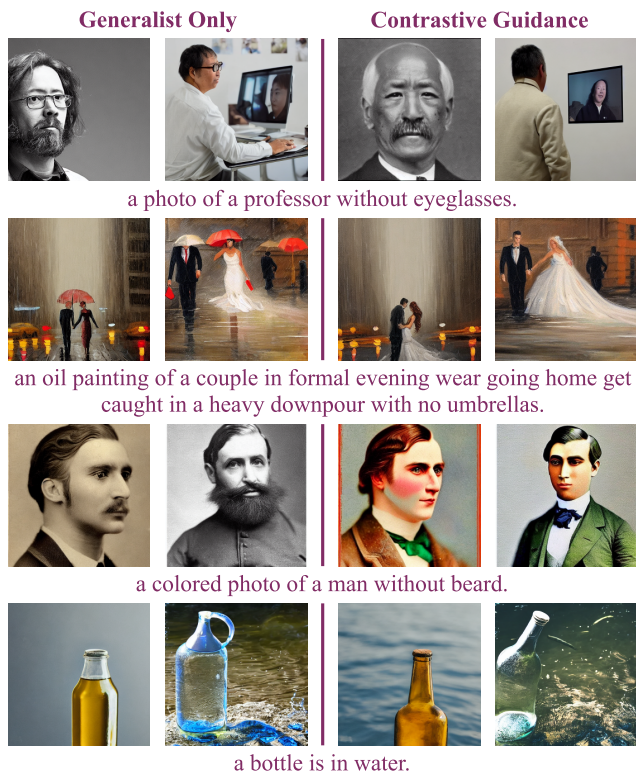 Generalist Only
Contrastive Guidance
a photo of a professor without eyeglasses.
an oil painting of a couple in formal evening wear going home get
caught in a heavy downpour with no umbrellas.
a colored photo of a man without beard.
a bottle is in water.